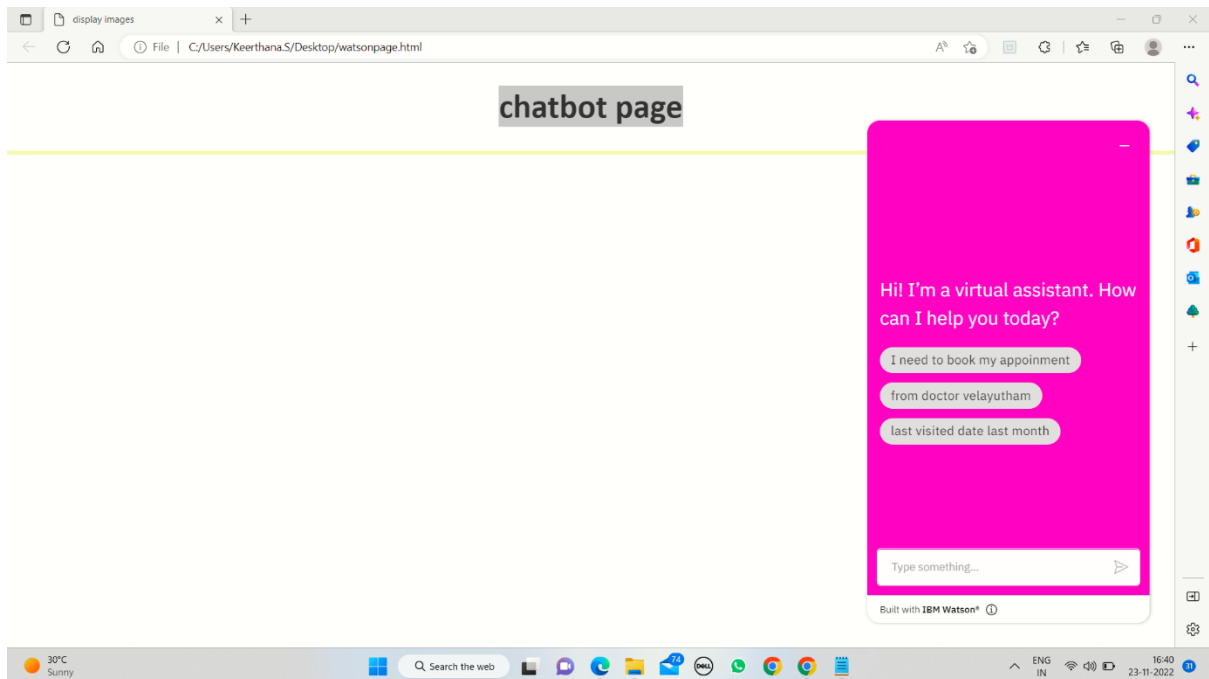 display images
File | C:/Users/Keerthana.S/Desktop/watsonpage.html
chatbot page
Hi! I'm a virtual assistant. How
can I help you today?
I need to book my appoinment
from doctor velayutham
last visited date last month
Type something...
Built with IBM Watson®
30°C
Sunny
Search the web
74
DELL
ENG
IN
16:40
23-11-2022
31